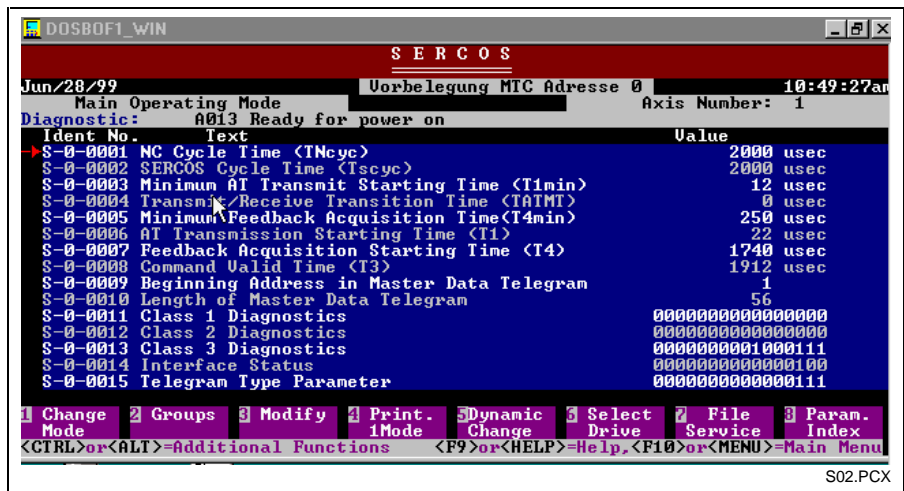 DOSBOF1_WIN
S E R C O S
Jun/28/99 Vorbelegung MTC Adresse 0 10:49:27am
Main Operating Mode Axis Number: 1
Diagnostic: A013 Ready for power on
Ident No. Text Value
S-0-0001 NC Cycle Time (TNcyc) 2000 usec
S-0-0002 SERCOS Cycle Time (Tscyc) 2000 usec
S-0-0003 Minimum AT Transmit Starting Time (T1min) 12 usec
S-0-0004 Transmit/Receive Transition Time (TATMT) 0 usec
S-0-0005 Minimum Feedback Acquisition Time(T4min) 250 usec
S-0-0006 AT Transmission Starting Time (T1) 22 usec
S-0-0007 Feedback Acquisition Starting Time (T4) 1740 usec
S-0-0008 Command Valid Time (T3) 1912 usec
S-0-0009 Beginning Address in Master Data Telegram 1
S-0-0010 Length of Master Data Telegram 56
S-0-0011 Class 1 Diagnostics 0000000000000000
S-0-0012 Class 2 Diagnostics 0000000000000000
S-0-0013 Class 3 Diagnostics 0000000001000111
S-0-0014 Interface Status 0000000000000100
S-0-0015 Telegram Type Parameter 0000000000000111
1 Change 2 Groups 3 Modify 4 Print. 5Dynamic 6 Select 7 File 8 Param.
Mode 1Mode Change Drive Service Index
<CTRL>or<ALT>=Additional Functions <F9>or<HELP>=Help,<F10>or<MENU>=Main Menu
S02.PCX